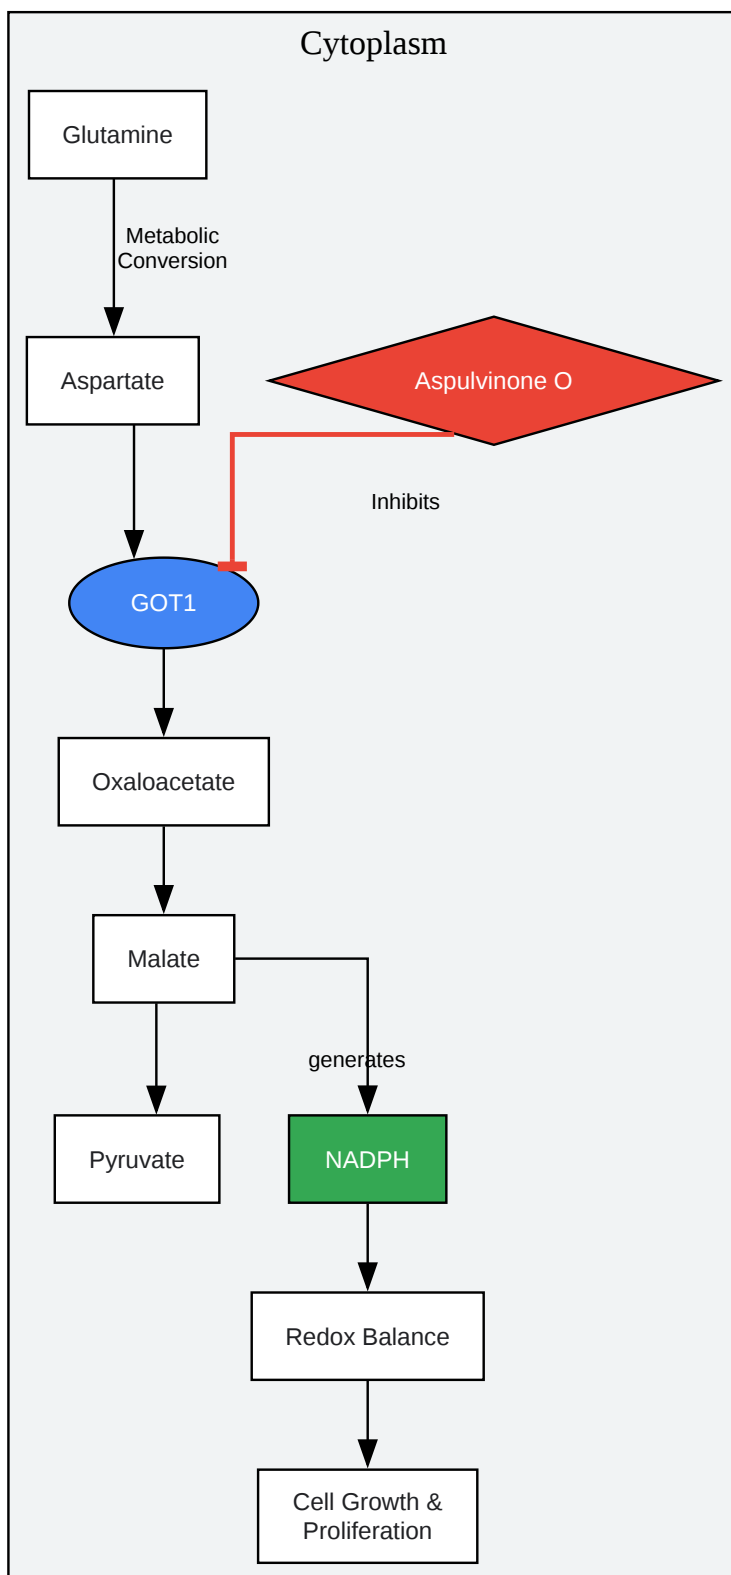 Cytoplasm
Glutamine
Metabolic
Conversion
Aspartate
Aspulvinone O
Inhibits
GOT1
Oxaloacetate
Malate
generates
Pyruvate
NADPH
Redox Balance
Cell Growth &
Proliferation